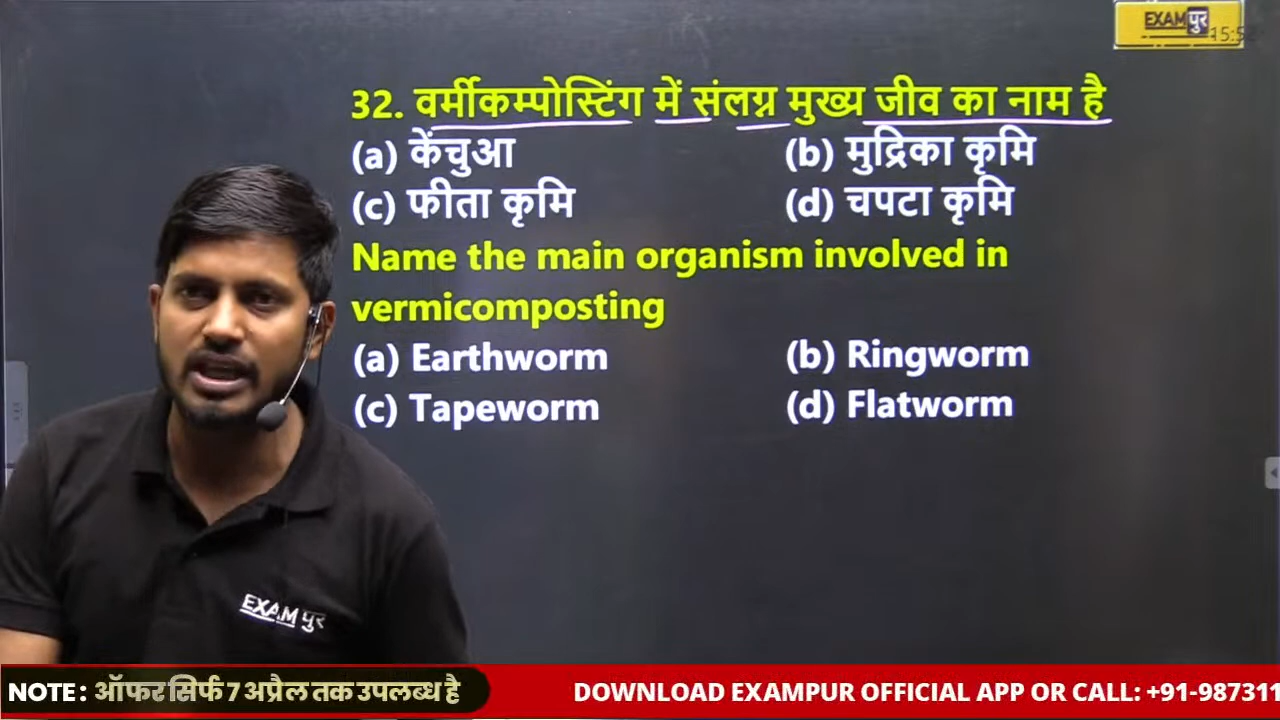 EXAM पुर
32. वर्मीकम्पोस्टिंग में संलग्न मुख्य जीव का नाम है
(a) केंचुआ (b) मुद्रिका कृमि
(c) फीता कृमि (d) चपटा कृमि
Name the main organism involved in
vermicomposting
(a) Earthworm (b) Ringworm
(c) Tapeworm (d) Flatworm
EXAM पुर
NOTE : ऑफर सिर्फ 7 अप्रैल तक उपलब्ध है
DOWNLOAD EXAMPUR OFFICIAL APP OR CALL: +91-987311